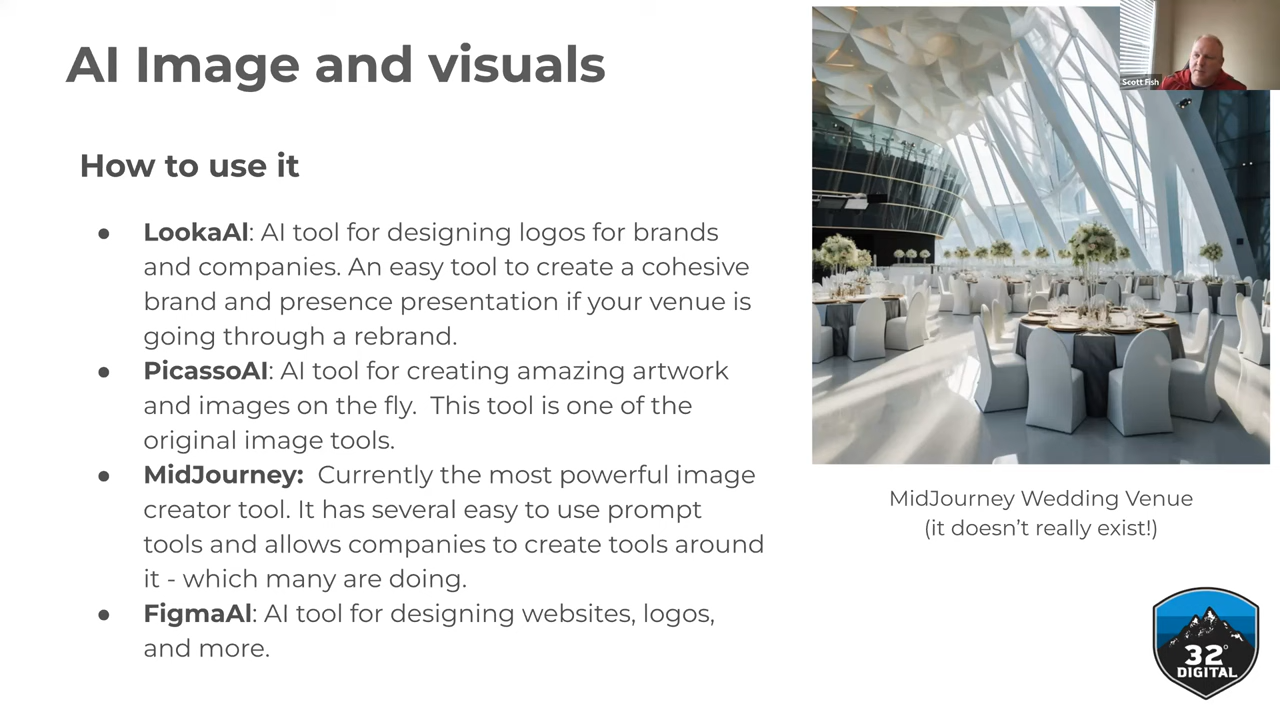 AI Image and visuals
Scott Fish
How to use it
● LookaAI: AI tool for designing logos for brands
and companies. An easy tool to create a cohesive
brand and presence presentation if your venue is
going through a rebrand.
● PicassoAI: AI tool for creating amazing artwork
and images on the fly.  This tool is one of the
original image tools.
● MidJourney:  Currently the most powerful image
creator tool. It has several easy to use prompt
tools and allows companies to create tools around
it - which many are doing.
● FigmaAI: AI tool for designing websites, logos,
and more.
MidJourney Wedding Venue
(it doesn’t really exist!)
32°
DIGITAL